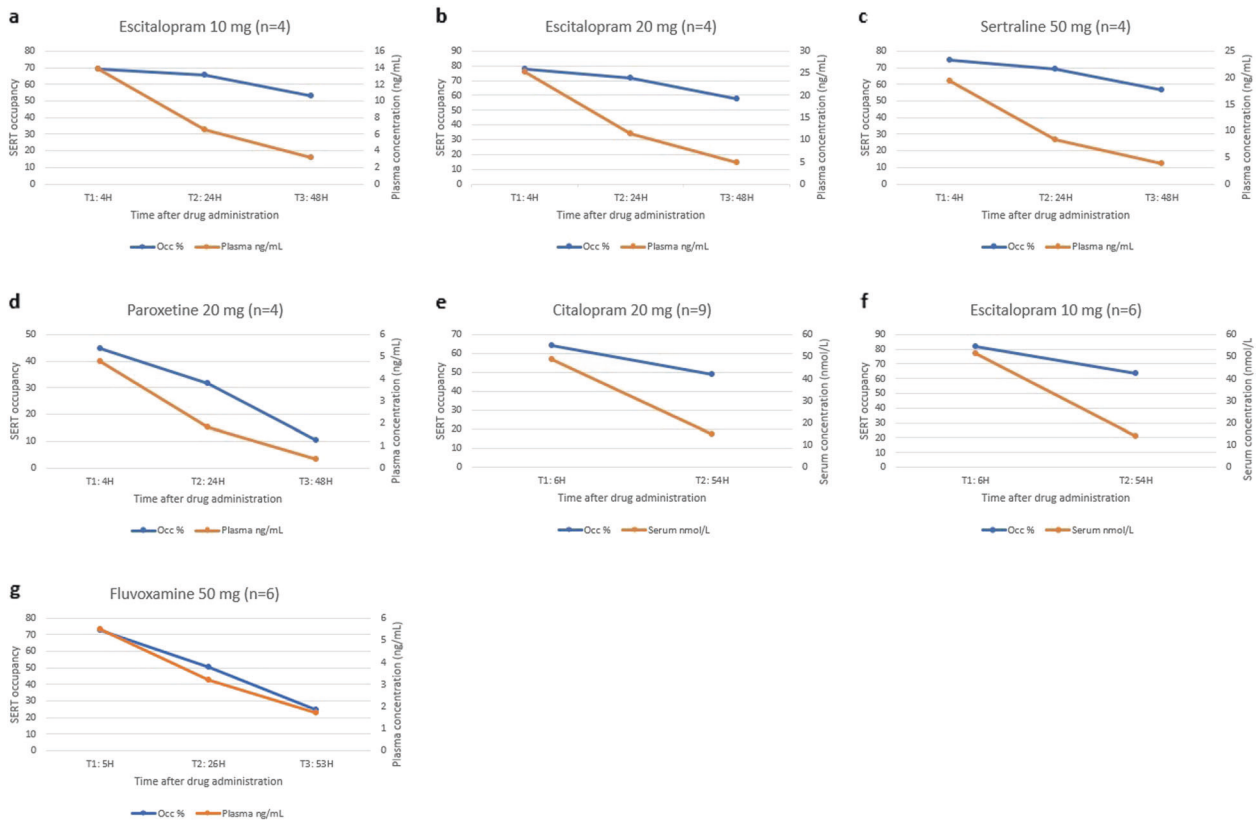 a
Escitalopram 10 mg (n=4)
80
70
60
50
40
30
20
10
0
SERT occupancy
16
14
12
10
8
6
4
2
0
Plasma concentration (ng/mL)
T1: 4H T2: 24H T3: 48H
Time after drug administration
Occ % Plasma ng/mL
b
Escitalopram 20 mg (n=4)
90
80
70
60
50
40
30
20
10
0
SERT occupancy
30
25
20
15
10
5
0
Plasma concentration (ng/mL)
T1: 4H T2: 24H T3: 48H
Time after drug administration
Occ % Plasma ng/mL
c
Sertraline 50 mg (n=4)
80
70
60
50
40
30
20
10
0
SERT occupancy
25
20
15
10
5
0
Plasma concentration (ng/mL)
T1: 4H T2: 24H T3: 48H
Time after drug administration
Occ % Plasma ng/mL
d
Paroxetine 20 mg (n=4)
50
40
30
20
10
0
SERT occupancy
6
5
4
3
2
1
0
Plasma concentration (ng/mL)
T1: 4H T2: 24H T3: 48H
Time after drug administration
Occ % Plasma ng/mL
e
Citalopram 20 mg (n=9)
70
60
50
40
30
20
10
0
SERT occupancy
60
50
40
30
20
10
0
Serum concentration (nmol/L)
T1: 6H T2: 54H
Time after drug administration
Occ % Serum nmol/L
f
Escitalopram 10 mg (n=6)
90
80
70
60
50
40
30
20
10
0
SERT occupancy
60
50
40
30
20
10
0
Serum concentration (nmol/L)
T1: 6H T2: 54H
Time after drug administration
Occ % Serum nmol/L
g
Fluvoxamine 50 mg (n=6)
80
70
60
50
40
30
20
10
0
SERT occupancy
6
5
4
3
2
1
0
Plasma concentration (ng/mL)
T1: 5H T2: 26H T3: 53H
Time after drug administration
Occ % Plasma ng/mL